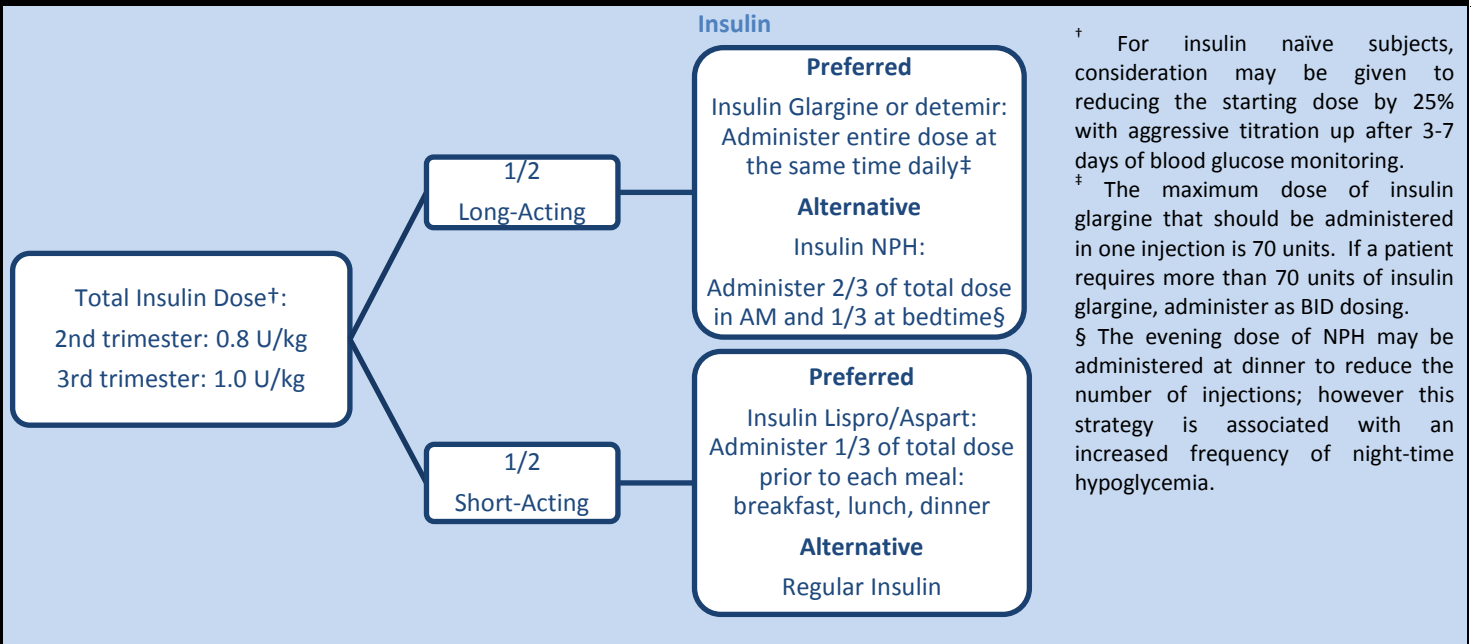 Insulin
Total Insulin Dose†:
2nd trimester: 0.8 U/kg
3rd trimester: 1.0 U/kg
1/2
Long-Acting
Preferred
Insulin Glargine or detemir:
Administer entire dose at
the same time daily‡
Alternative
Insulin NPH:
Administer 2/3 of total dose
in AM and 1/3 at bedtime§
1/2
Short-Acting
Preferred
Insulin Lispro/Aspart:
Administer 1/3 of total dose
prior to each meal:
breakfast, lunch, dinner
Alternative
Regular Insulin
† For insulin naïve subjects,
consideration may be given to
reducing the starting dose by 25%
with aggressive titration up after 3-7
days of blood glucose monitoring.
‡ The maximum dose of insulin
glargine that should be administered
in one injection is 70 units. If a patient
requires more than 70 units of insulin
glargine, administer as BID dosing.
§ The evening dose of NPH may be
administered at dinner to reduce the
number of injections; however this
strategy is associated with an
increased frequency of night-time
hypoglycemia.